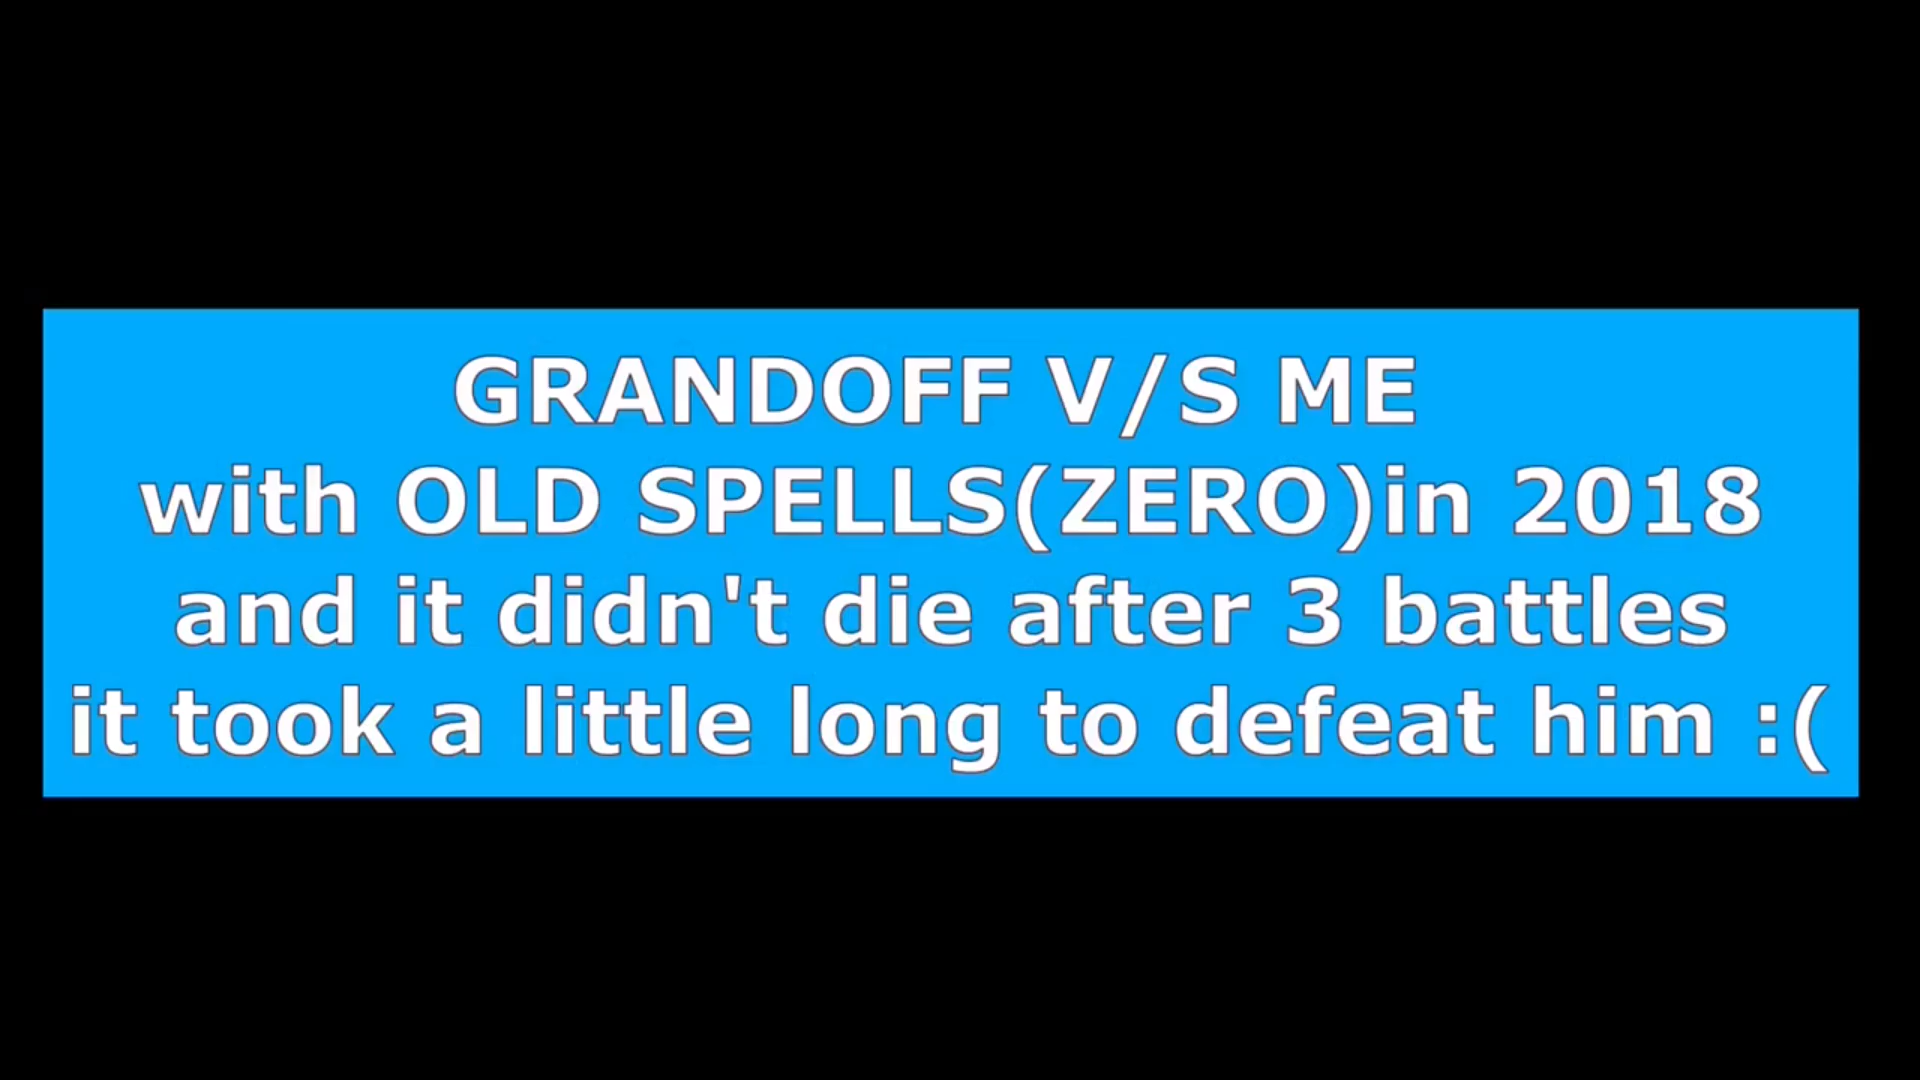 GRANDOFF V/S ME
with OLD SPELLS(ZERO)in 2018
and it didn't die after 3 battles
it took a little long to defeat him :(